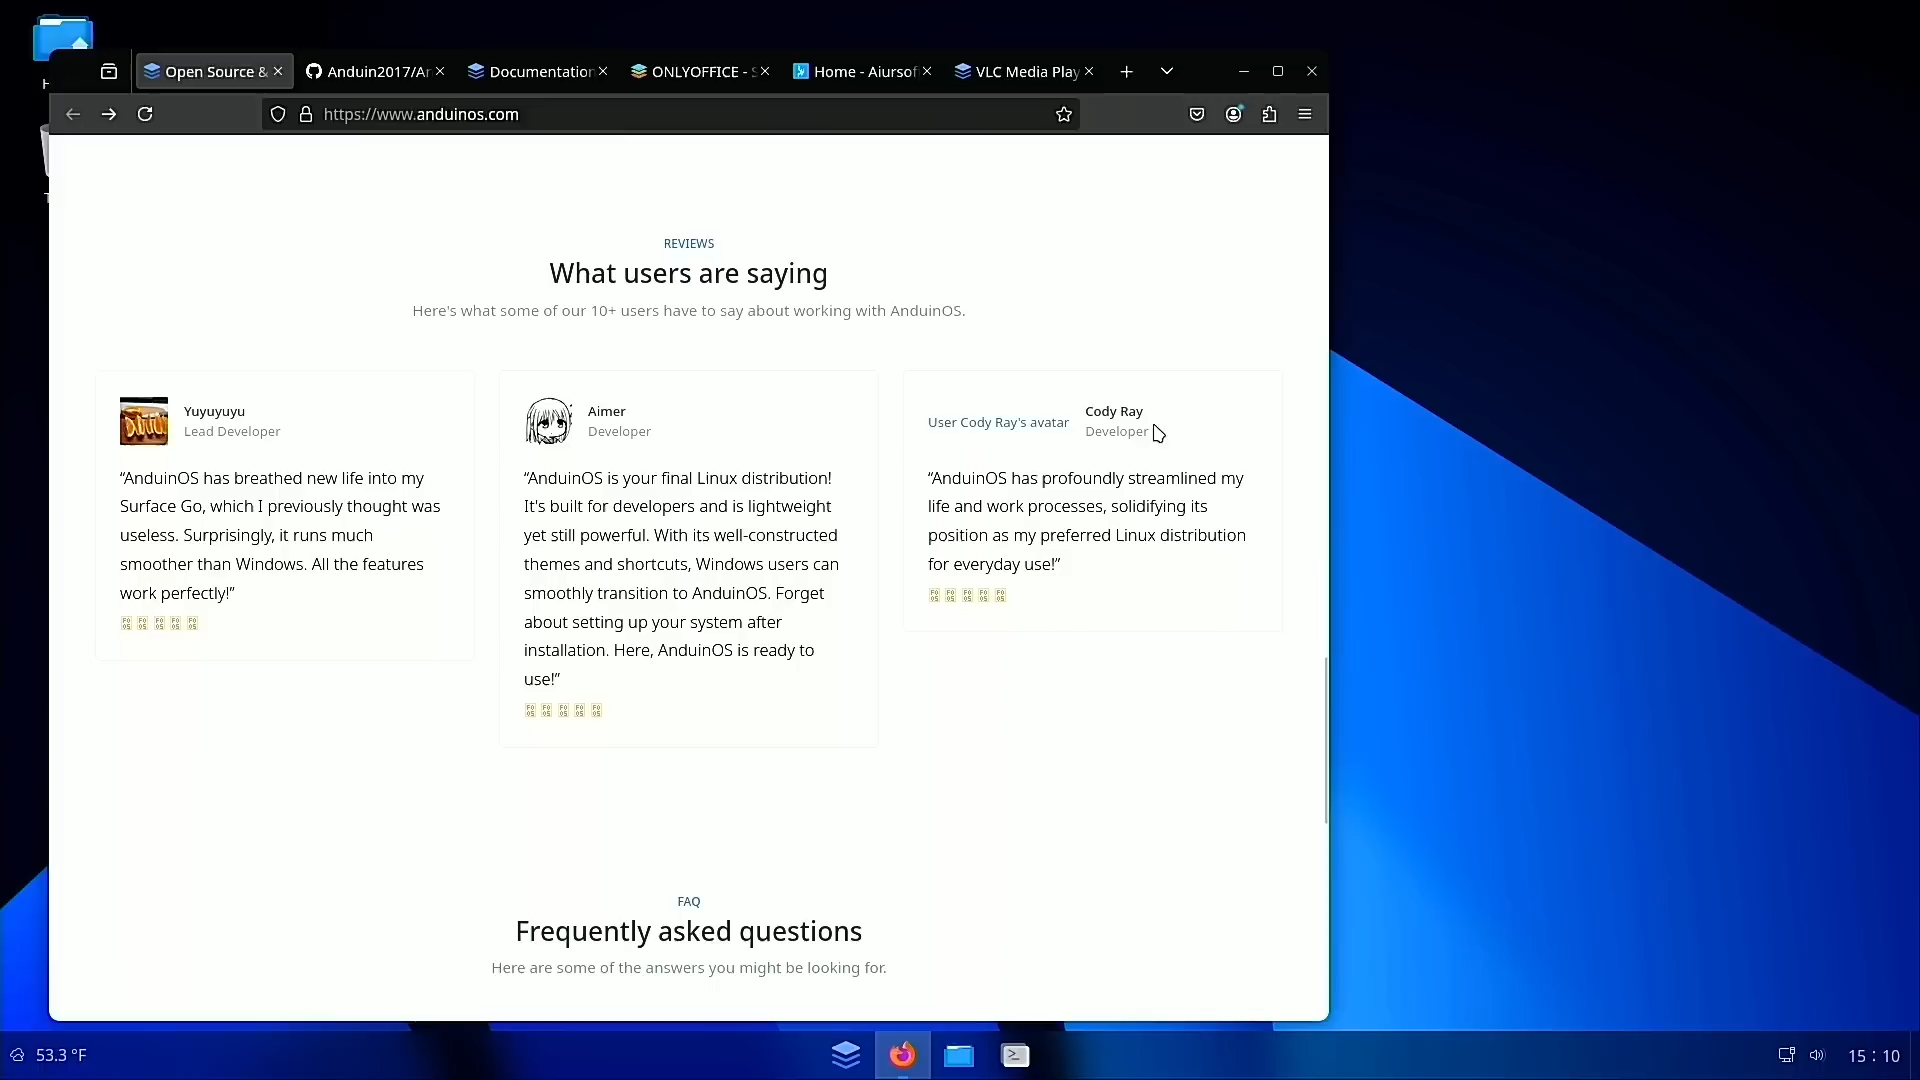 Open Source &
Anduin2017/An
Documentation
ONLYOFFICE - S
Home - Aiursof
VLC Media Play
https://www.anduinos.com
REVIEWS
What users are saying
Here's what some of our 10+ users have to say about working with AnduinOS.
Yuyuyuyu
Lead Developer
“AnduinOS has breathed new life into my
Surface Go, which I previously thought was
useless. Surprisingly, it runs much
smoother than Windows. All the features
work perfectly!”
Aimer
Developer
“AnduinOS is your final Linux distribution!
It's built for developers and is lightweight
yet still powerful. With its well-constructed
themes and shortcuts, Windows users can
smoothly transition to AnduinOS. Forget
about setting up your system after
installation. Here, AnduinOS is ready to
use!”
User Cody Ray's avatar
Cody Ray
Developer
“AnduinOS has profoundly streamlined my
life and work processes, solidifying its
position as my preferred Linux distribution
for everyday use!”
FAQ
Frequently asked questions
Here are some of the answers you might be looking for.
53.3 °F
15 : 10